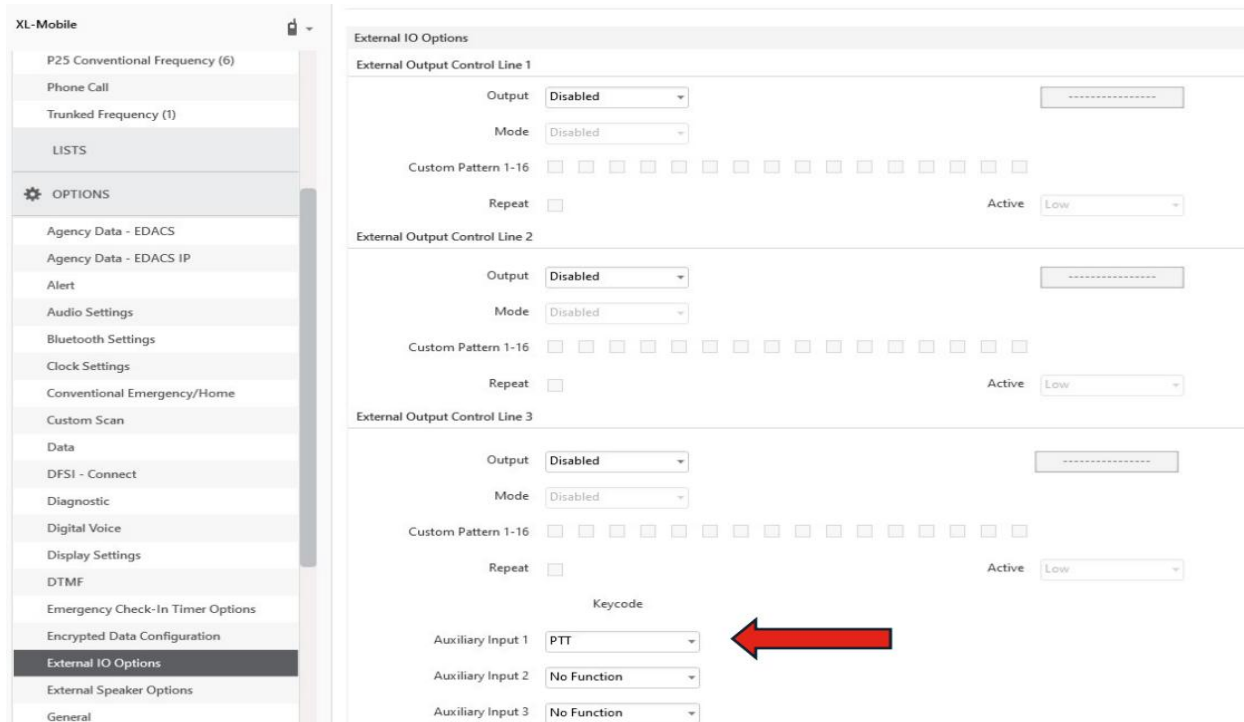 XL-Mobile
P25 Conventional Frequency (6)
Phone Call
Trunked Frequency (1)
LISTS
OPTIONS
Agency Data - EDACS
Agency Data - EDACS IP
Alert
Audio Settings
Bluetooth Settings
Clock Settings
Conventional Emergency/Home
Custom Scan
Data
DFSI - Connect
Diagnostic
Digital Voice
Display Settings
DTMF
Emergency Check-In Timer Options
Encrypted Data Configuration
External IO Options
External Speaker Options
General
External IO Options
External Output Control Line 1
Output Disabled ----------------
Mode Disabled
Custom Pattern 1-16
Repeat Active Low
External Output Control Line 2
Output Disabled ----------------
Mode Disabled
Custom Pattern 1-16
Repeat Active Low
External Output Control Line 3
Output Disabled ----------------
Mode Disabled
Custom Pattern 1-16
Repeat Active Low
Keycode
Auxiliary Input 1 PTT
Auxiliary Input 2 No Function
Auxiliary Input 3 No Function